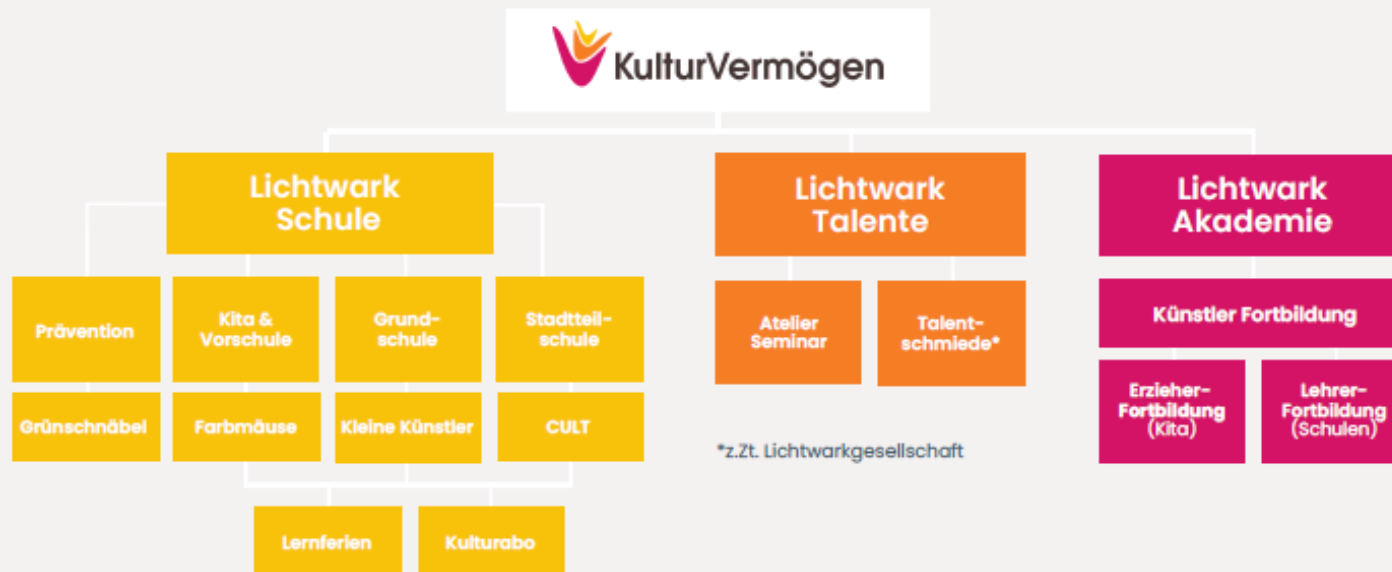 KulturVermögen
Lichtwark
Schule
Lichtwark
Talente
Lichtwark
Akademie
Prävention
Kita &
Vorschule
Grund-
schule
Stadtteil-
schule
Grünschnäbel
Farbmäuse
Kleine Künstler
CULT
Lernferien
Kulturabo
Atelier
Seminar
Talent-
schmiede*
*z.Zt. Lichtwarkgesellschaft
Künstler Fortbildung
Erzieher-
Fortbildung
(Kita)
Lehrer-
Fortbildung
(Schulen)